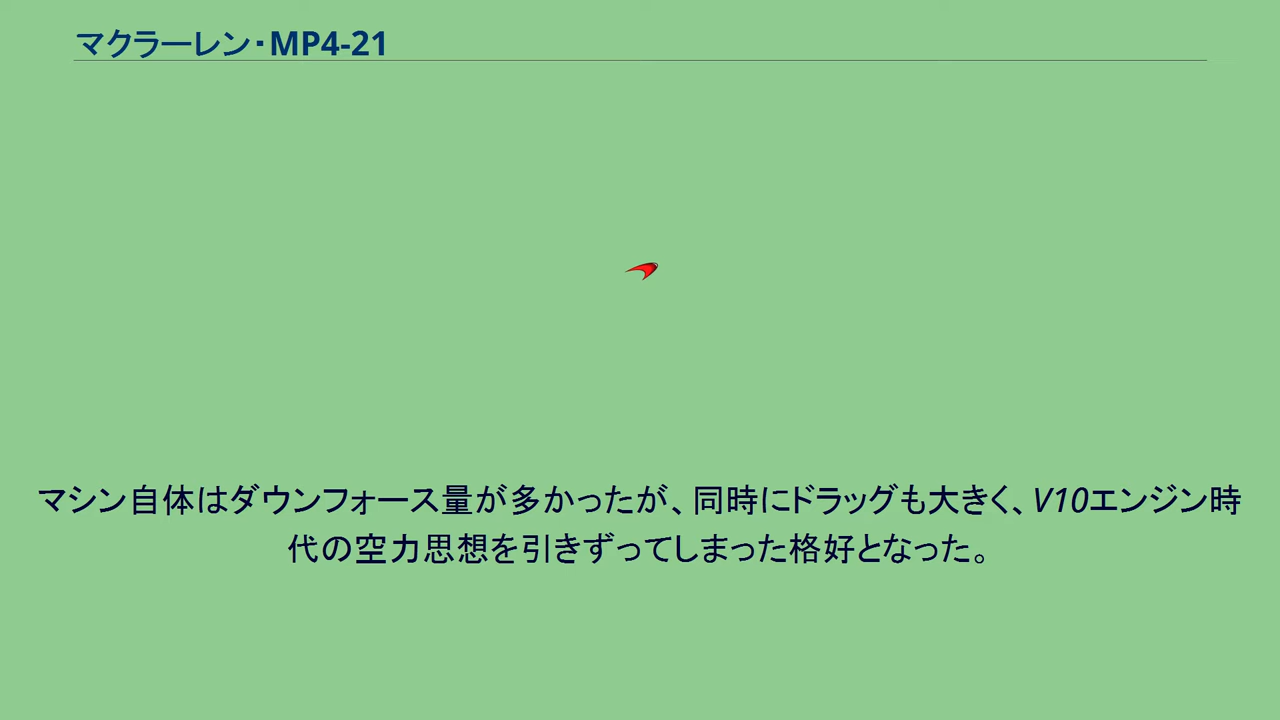 マクラーレン・MP4-21
マシン自体はダウンフォース量が多かったが、同時にドラッグも大きく、V10エンジン時
代の空力思想を引きずってしまった格好となった。